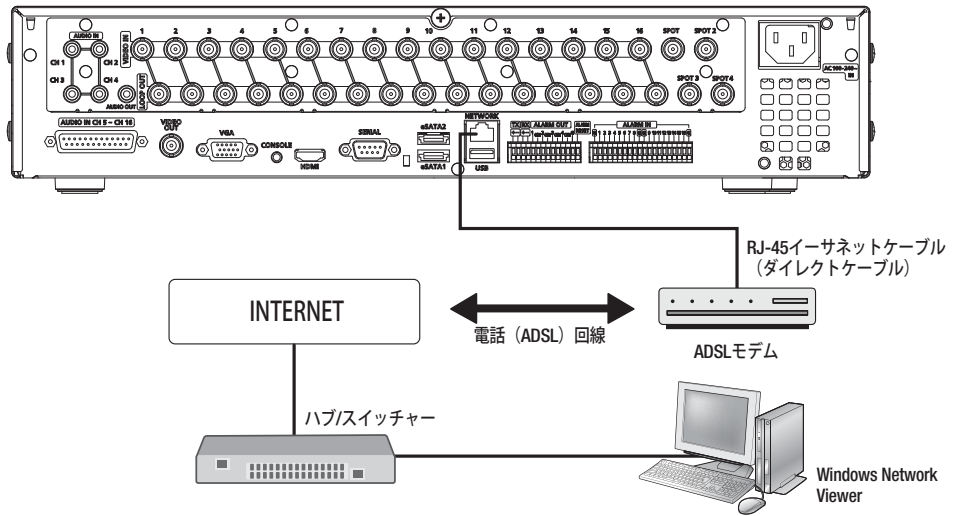 AUDIO IN
CH 1
CH 2
CH 3
CH 4
AUDIO OUT
VIDEO IN
LOOP OUT
1 2 3 4 5 6 7 8 9 10 11 12 13 14 15 16 SPOT SPOT 2
SPOT 3 SPOT 4
AUDIO IN CH 5 ~ CH 16
VIDEO OUT
VGA
CONSOLE
HDMI
SERIAL
eSATA2
eSATA1
NETWORK
USB
ALARM OUT
ALARM IN
RJ-45イーサネットケーブル
（ダイレクトケーブル）
INTERNET
電話（ADSL）回線
ADSLモデム
ハブ/スイッチャー
Windows Network
Viewer